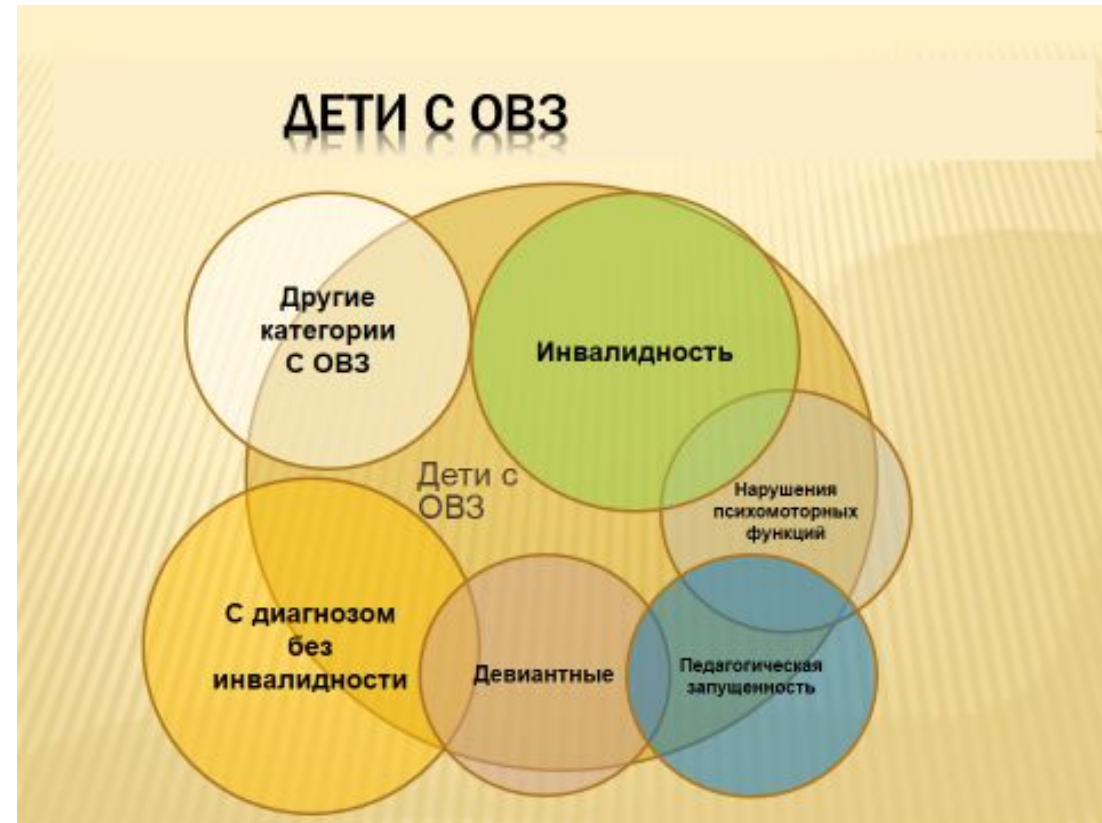 ДЕТИ С ОВЗ
Другие
категории
С ОВЗ
Инвалидность
Дети с
ОВЗ
Нарушения
психомоторных
функций
С диагнозом
без
инвалидности
Девиантные
Педагогическая
запущенность